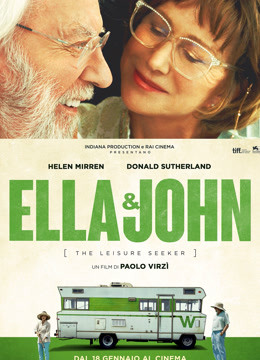 INDIANA PRODUCTION E RAI CINEMA
PRESENTANO
tiff.
HELEN MIRREN DONALD SUTHERLAND
ELLA & JOHN
[ THE LEISURE SEEKER ]
UN FILM DI PAOLO VIRZÌ
W
DAL 18 GENNAIO AL CINEMA